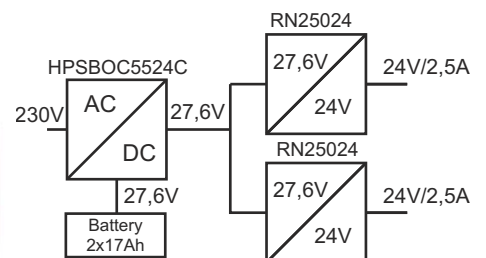 RN25024
27,6V
24V
24V/2,5A
HPSBOC5524C
230V
AC
DC
27,6V
27,6V
Battery
2x17Ah
RN25024
27,6V
24V
24V/2,5A